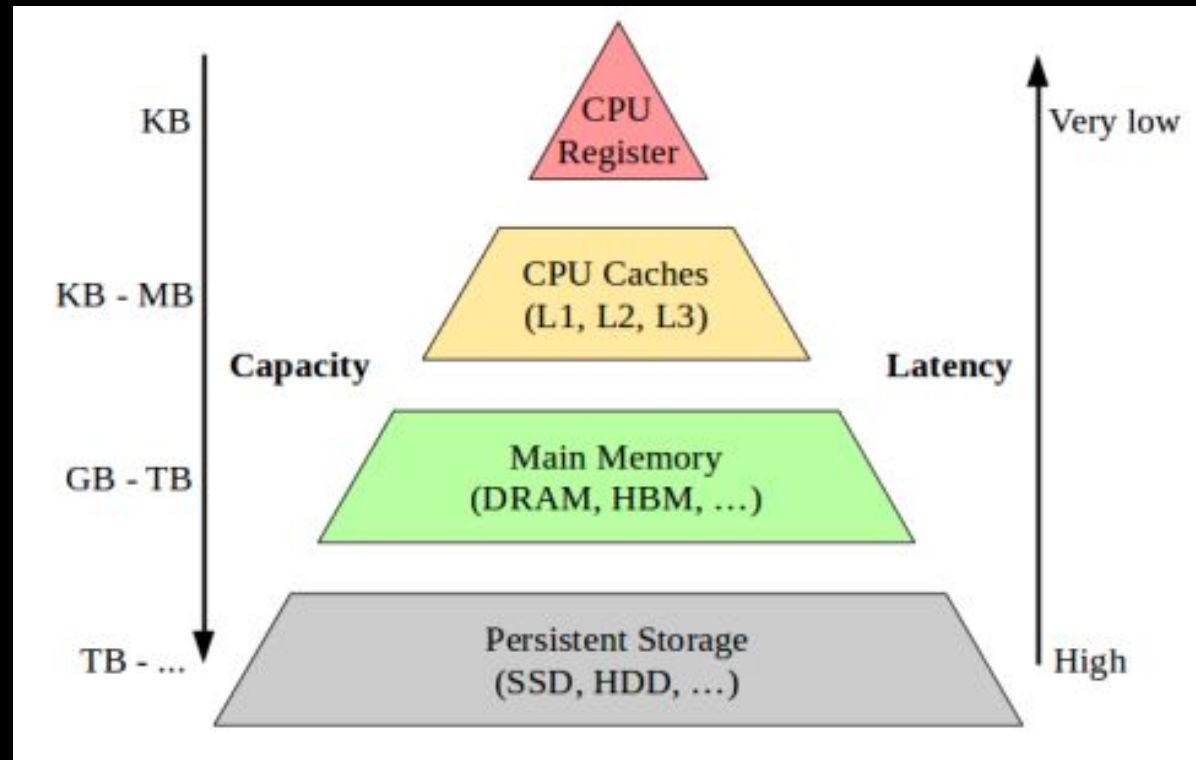 KB
CPU
Register
Very low
KB - MB
CPU Caches
(L1, L2, L3)
Capacity
Latency
GB - TB
Main Memory
(DRAM, HBM, …)
TB - ...
Persistent Storage
(SSD, HDD, …)
High